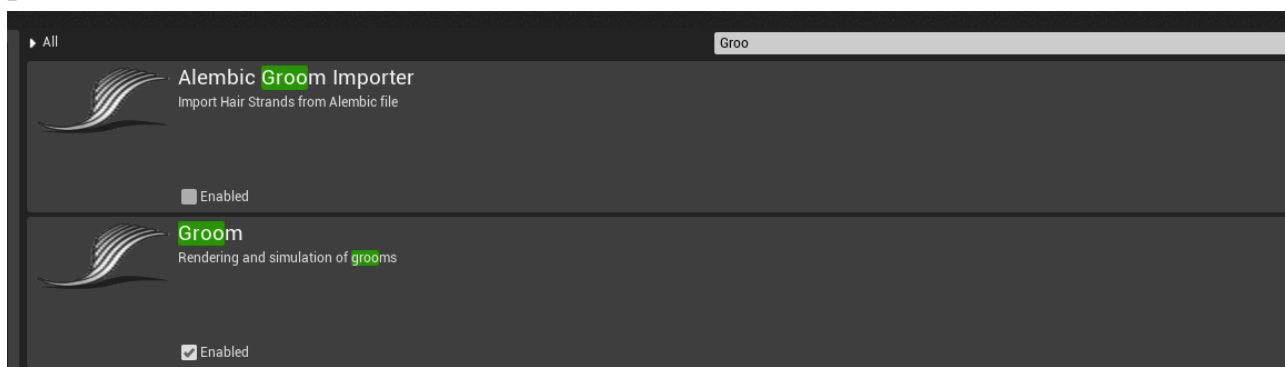 All
Groo
Alembic Groom Importer
Import Hair Strands from Alembic file
Enabled
Groom
Rendering and simulation of grooms
Enabled